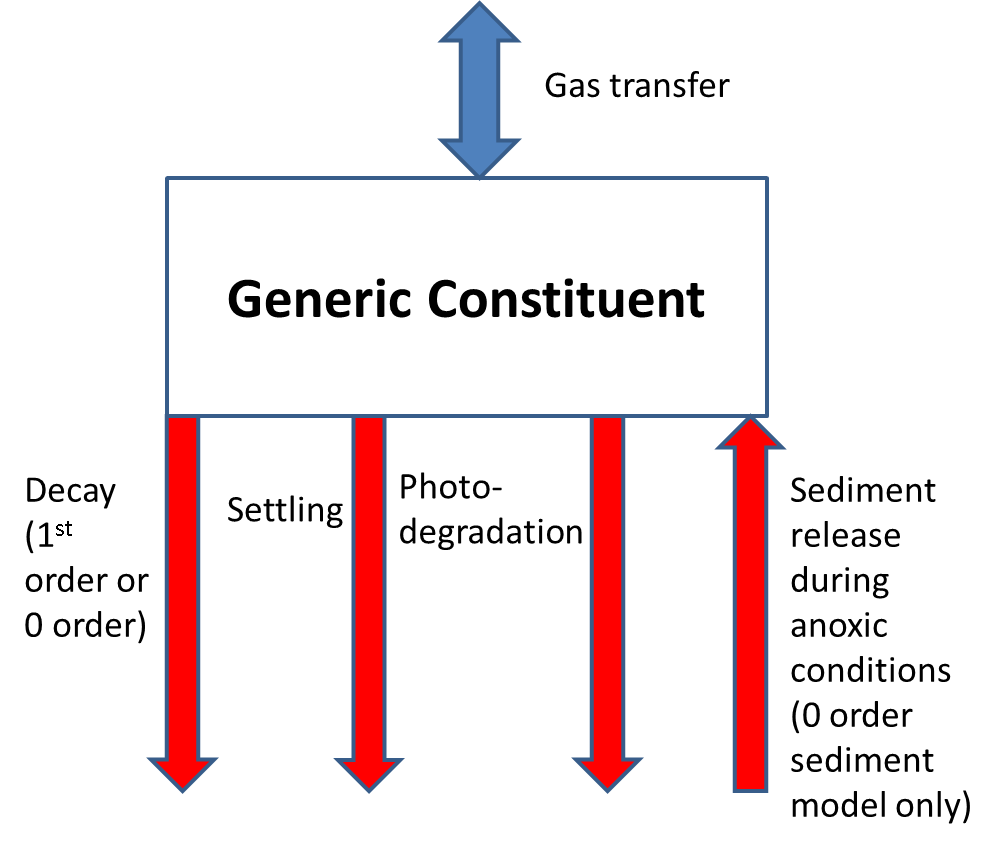 Gas transfer
Generic Constituent
Decay
(1st
order or
0 order)
Settling
Photo-
degradation
Sediment
release
during
anoxic
conditions
(0 order
sediment
model only)